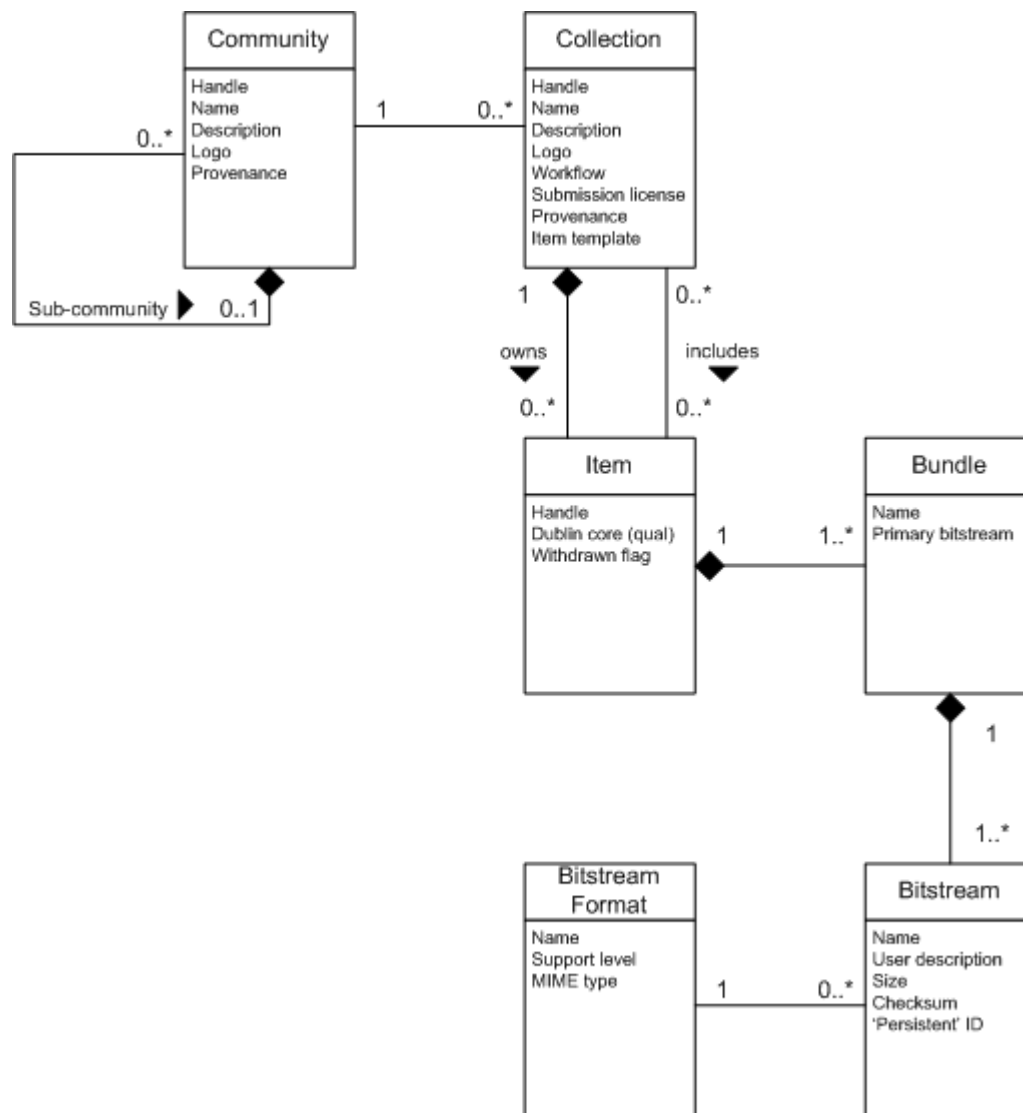 Community
Handle
Name
Description
Logo
Provenance
0..*
Sub-community
0..1
1
0..*
Collection
Handle
Name
Description
Logo
Workflow
Submission license
Provenance
Item template
1
0..*
owns
includes
0..*
0..*
Item
Handle
Dublin core (qual)
Withdrawn flag
1
1..*
Bundle
Name
Primary bitstream
1
1..*
Bitstream
Format
Name
Support level
MIME type
1
0..*
Bitstream
Name
User description
Size
Checksum
'Persistent' ID